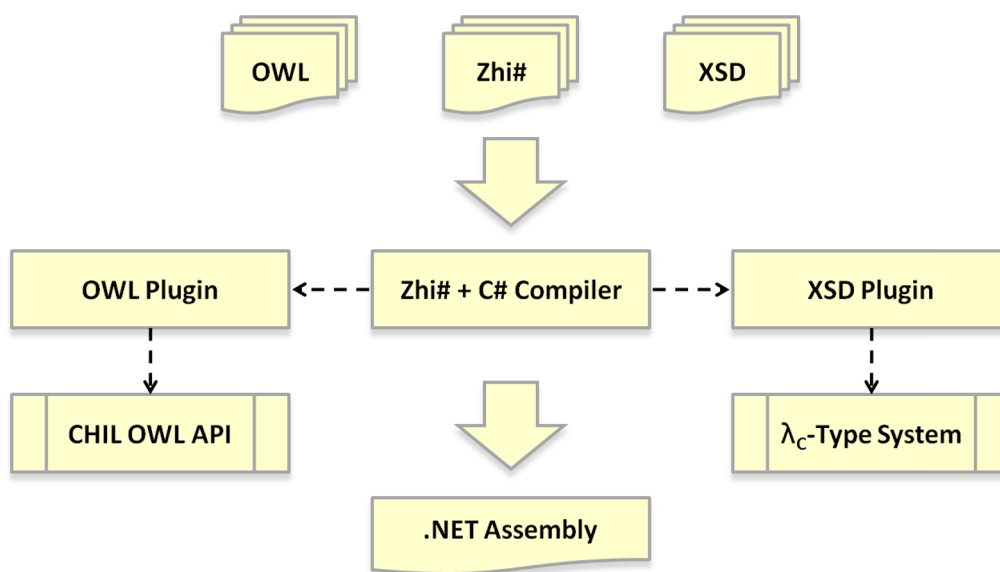 OWL
Zhi#
XSD
OWL Plugin
Zhi# + C# Compiler
XSD Plugin
CHIL OWL API
λC-Type System
.NET Assembly